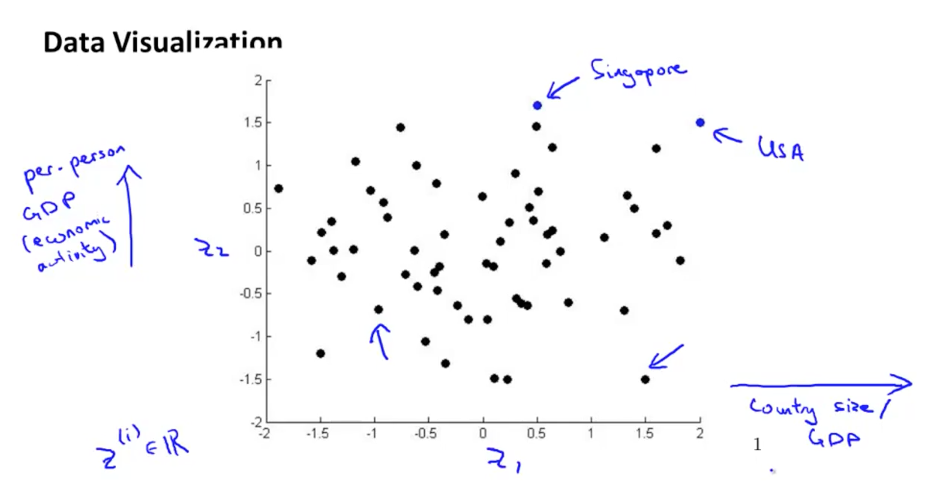 Data Visualization
Singapore
USA
per-person
GDP
(economic
activity)
z₂
2
1.5
1
0.5
0
-0.5
-1
-1.5
-2
-2 -1.5 -1 -0.5 0 0.5 1 1.5 2
z₁
z⁽ⁱ⁾ ∈ ℝ
Country size/
GDP
1